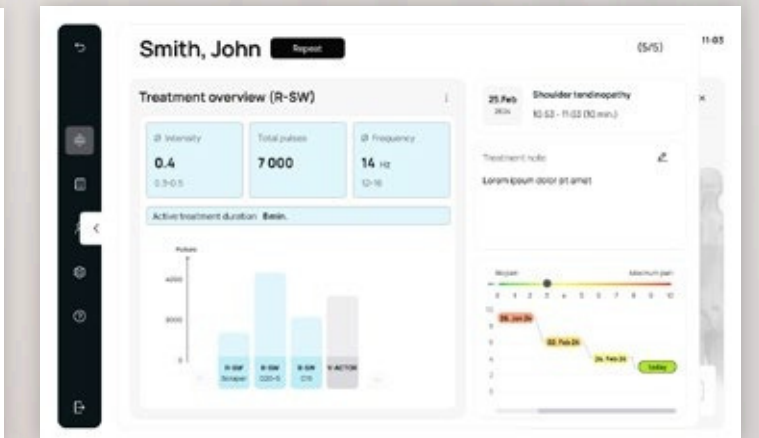 Smith, John
Repeat
(5/5)
11:03
Treatment overview (R-SW)
Ø Intensity
0.4
0.3-0.5
Total pulses
7 000
Ø Frequency
14 Hz
12-16
Active treatment duration 8 min.
Pulses
4000
2000
0
R-SW
Scraper
R-SW
D20-S
R-SW
C15
V-ACTOR
25 Feb
2024
Shoulder tendinopathy
10:53 - 11:03 (10 min.)
Treatment note
Lorem ipsum dolor sit amet
No pain
Maximum pain
0 1 2 3 4 5 6 7 8 9 10
10
8
6
4
2
0
02. Feb 24
today